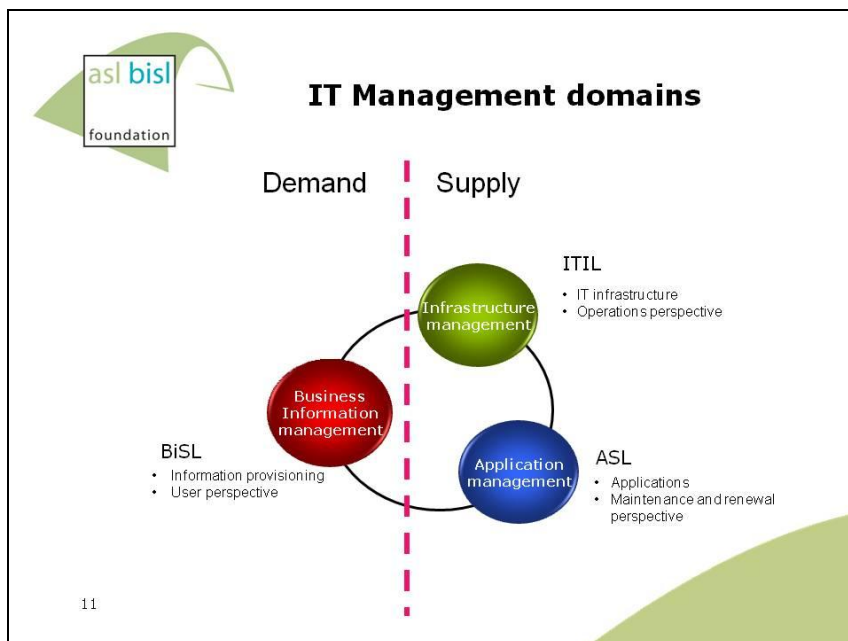 asl bisl
foundation
IT Management domains
Demand
Supply
Infrastructure
management
ITIL
• IT infrastructure
• Operations perspective
Business
Information
management
BiSL
• Information provisioning
• User perspective
Application
management
ASL
• Applications
• Maintenance and renewal
perspective
11